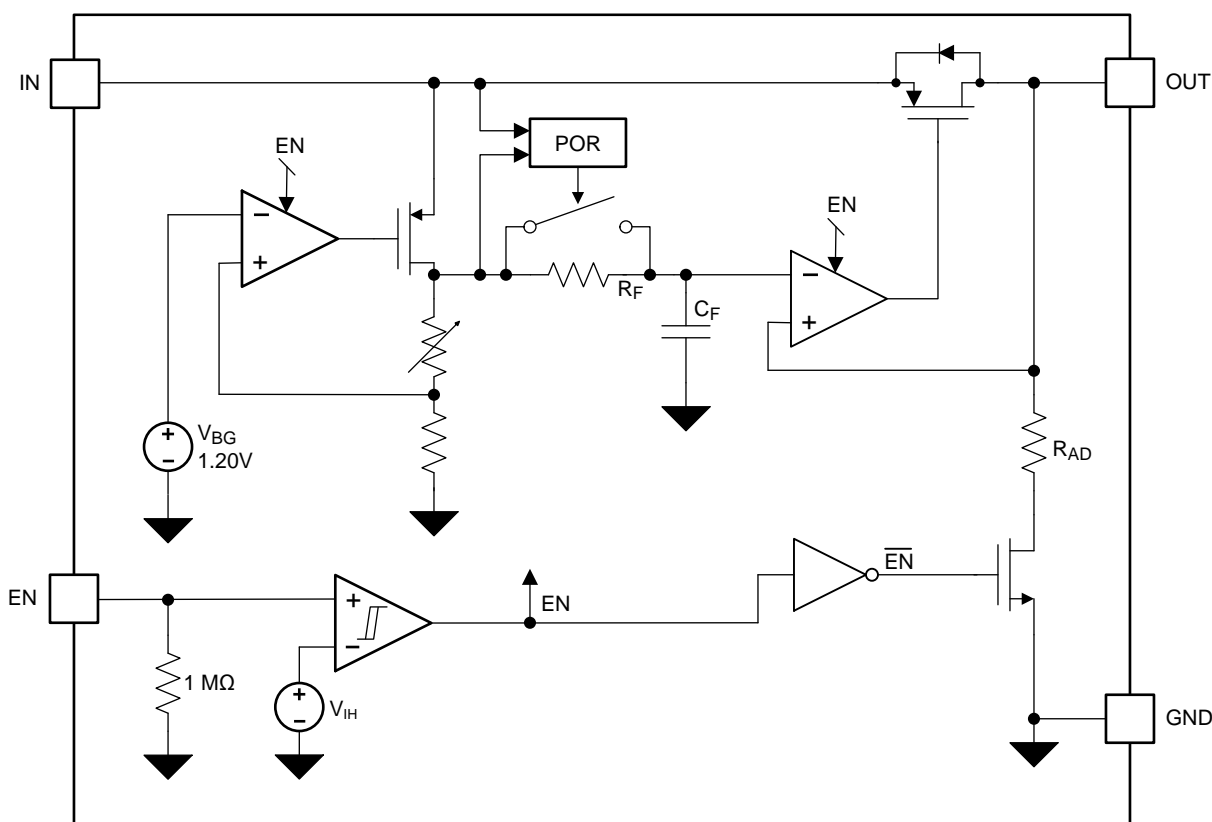 IN
OUT
EN
POR
−
+
EN
R_F
C_F
−
+
+
−
V_BG
1.20V
R_AD
EN
EN
EN
+
−
1 MΩ
+
−
V_IH
GND